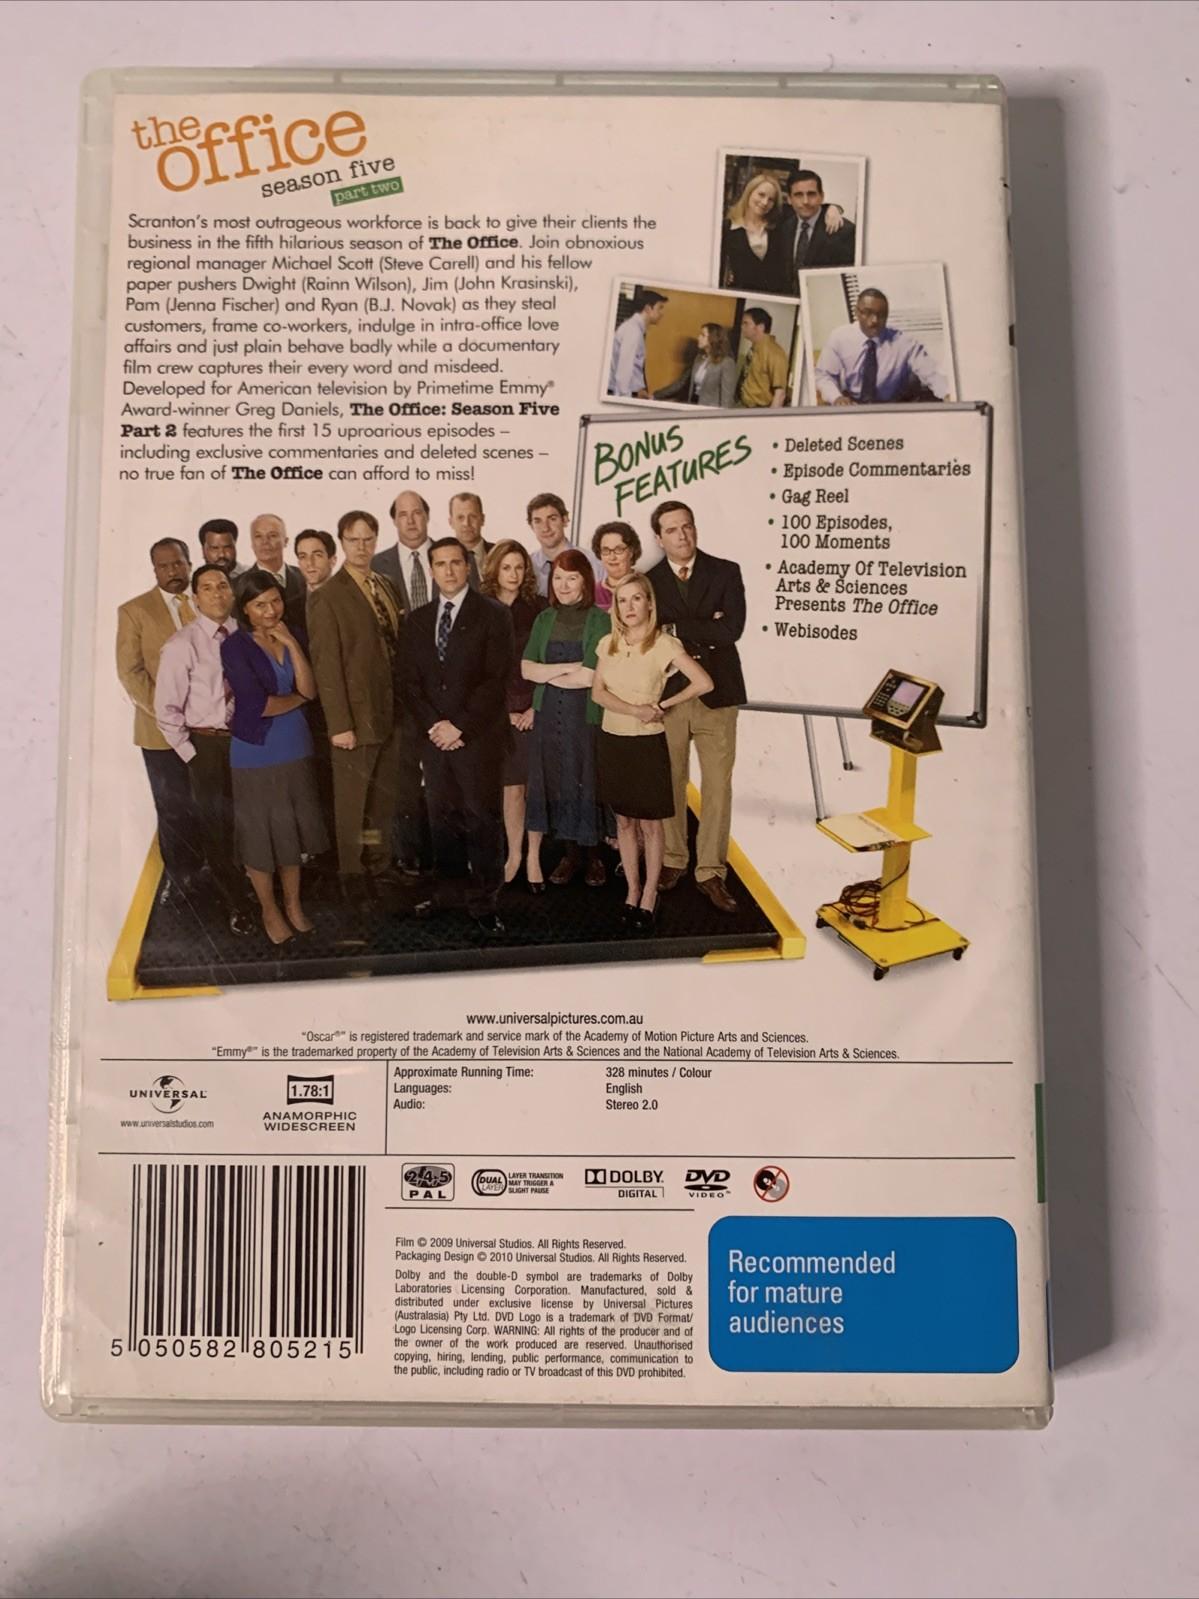 the office
season five
part two
Scranton's most outrageous workforce is back to give their clients the
business in the fifth hilarious season of The Office. Join obnoxious
regional manager Michael Scott (Steve Carell) and his fellow
paper pushers Dwight (Rainn Wilson), Jim (John Krasinski),
Pam (Jenna Fischer) and Ryan (B.J. Novak) as they steal
customers, frame co-workers, indulge in intra-office love
affairs and just plain behave badly while a documentary
film crew captures their every word and misdeed.
Developed for American television by Primetime Emmy®
Award-winner Greg Daniels, The Office: Season Five
Part 2 features the first 15 uproarious episodes –
including exclusive commentaries and deleted scenes –
no true fan of The Office can afford to miss!
BONUS
FEATURES
• Deleted Scenes
• Episode Commentaries
• Gag Reel
• 100 Episodes,
100 Moments
• Academy Of Television
Arts & Sciences
Presents The Office
• Webisodes
www.universalpictures.com.au
"Oscar®" is registered trademark and service mark of the Academy of Motion Picture Arts and Sciences.
"Emmy®" is the trademarked property of the Academy of Television Arts & Sciences and the National Academy of Television Arts & Sciences.
UNIVERSAL
www.universalstudios.com
1.78:1
ANAMORPHIC
WIDESCREEN
Approximate Running Time: 328 minutes / Colour
Languages: English
Audio: Stereo 2.0
2·4·5
PAL
DUAL
LAYER
LAYER TRANSITION
MAY TRIGGER A
SLIGHT PAUSE
DOLBY
DIGITAL
DVD
VIDEO™
5 050582 805215
Film © 2009 Universal Studios. All Rights Reserved.
Packaging Design © 2010 Universal Studios. All Rights Reserved.
Dolby and the double-D symbol are trademarks of Dolby
Laboratories Licensing Corporation. Manufactured, sold &
distributed under exclusive license by Universal Pictures
(Australasia) Pty Ltd. DVD Logo is a trademark of DVD Format/
Logo Licensing Corp. WARNING: All rights of the producer and of
the owner of the work produced are reserved. Unauthorised
copying, hiring, lending, public performance, communication to
the public, including radio or TV broadcast of this DVD prohibited.
Recommended
for mature
audiences